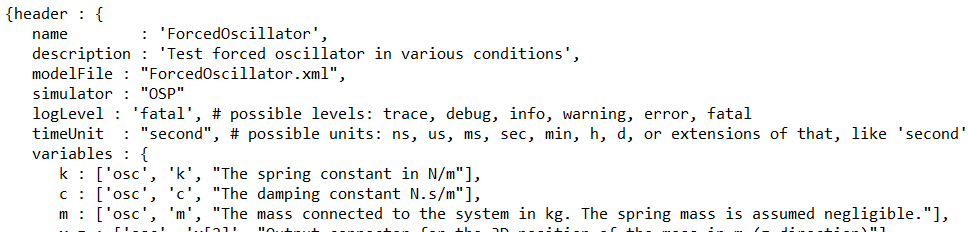 {header : {
name : 'ForcedOscillator',
description : 'Test forced oscillator in various conditions',
modelFile : "ForcedOscillator.xml",
simulator : "OSP"
logLevel : 'fatal', # possible levels: trace, debug, info, warning, error, fatal
timeUnit : "second", # possible units: ns, us, ms, sec, min, h, d, or extensions of that, like 'second'
variables : {
k : ['osc', 'k', "The spring constant in N/m"],
c : ['osc', 'c', "The damping constant N.s/m"],
m : ['osc', 'm', "The mass connected to the system in kg. The spring mass is assumed negligible."],